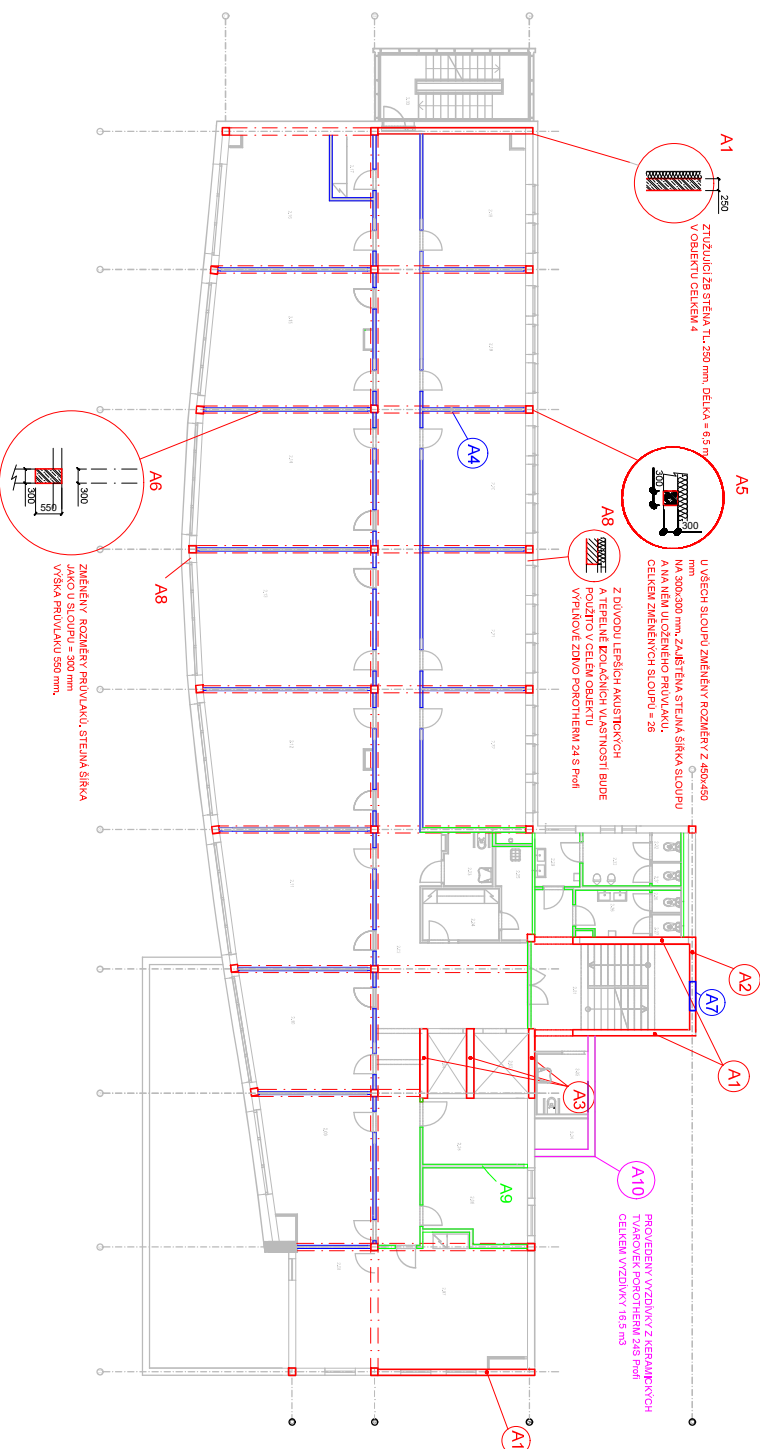 A1
250
ZTUŽUJÍCÍ ŽB STĚNA TL. 250 mm, DÉLKA = 6,5 m
V OBJEKTU CELKEM 4
A5
300
300
U VŠECH SLOUPŮ ZMĚNĚNY ROZMĚRY Z 450x450
mm
NA 300x300 mm, ZAJIŠTĚNA STEJNÁ ŠÍŘKA SLOUPU
A NA NĚM ULOŽENÉHO PRŮVLAKU.
CELKEM ZMĚNĚNÝCH SLOUPŮ = 26
A8
Z DŮVODU LEPŠÍCH AKUSTICKÝCH
A TEPELNĚ IZOLAČNÍCH VLASTNOSTÍ BUDE
POUŽITO V CELÉM OBJEKTU
VÝPLŇOVÉ ZDIVO POROTHERM 24 S Profi
A4
A6
300
550
300
ZMĚNĚNY ROZMĚRY PRŮVLAKŮ, STEJNÁ ŠÍŘKA
JAKO U SLOUPU = 300 mm
VÝŠKA PRŮVLAKU 550 mm.
A8
A2
A7
A1
A3
A9
A10
PROVEDENY VYZDÍVKY Z KERAMICKÝCH
TVAROVEK POROTHERM 24S Profi
CELKEM VYZDÍVKY 16,5 m3
A1